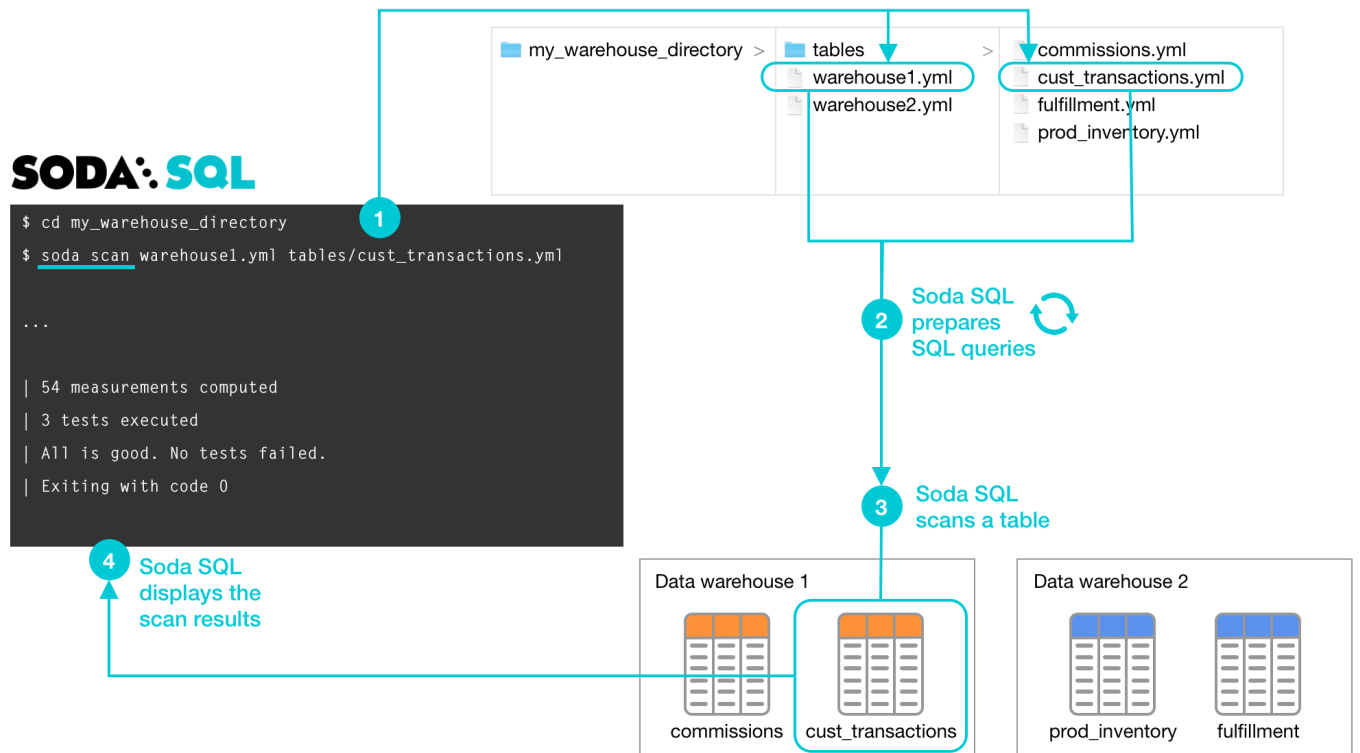 my_warehouse_directory >
tables >
warehouse1.yml
warehouse2.yml
commissions.yml
cust_transactions.yml
fulfillment.yml
prod_inventory.yml
SODA SQL
1
$ cd my_warehouse_directory
$ soda scan warehouse1.yml tables/cust_transactions.yml
...
| 54 measurements computed
| 3 tests executed
| All is good. No tests failed.
| Exiting with code 0
2
Soda SQL
prepares
SQL queries
3
Soda SQL
scans a table
4
Soda SQL
displays the
scan results
Data warehouse 1
commissions
cust_transactions
Data warehouse 2
prod_inventory
fulfillment